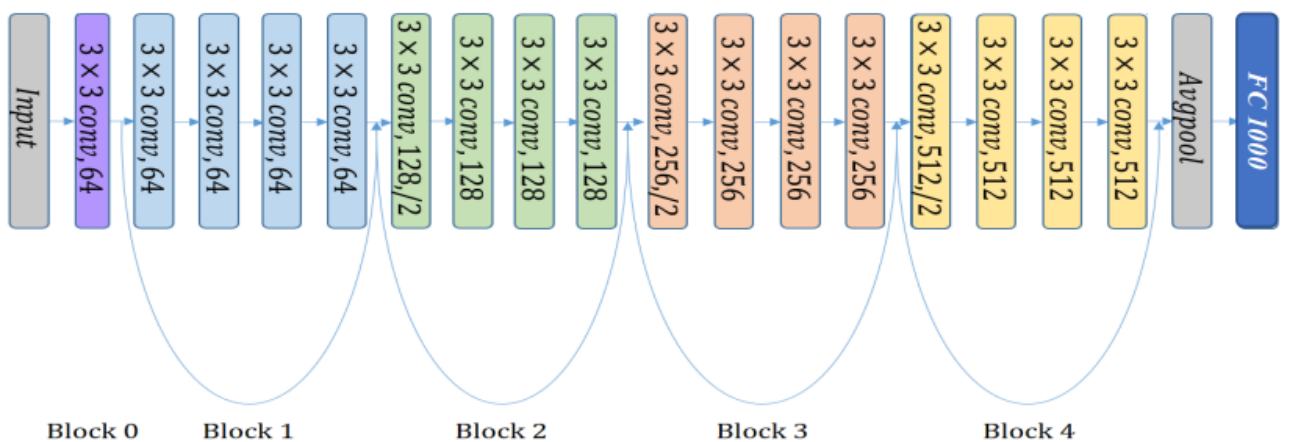 Input
3 × 3 conv, 64
3 × 3 conv, 64
3 × 3 conv, 64
3 × 3 conv, 64
3 × 3 conv, 64
3 × 3 conv, 128,/2
3 × 3 conv, 128
3 × 3 conv, 128
3 × 3 conv, 128
3 × 3 conv, 256,/2
3 × 3 conv, 256
3 × 3 conv, 256
3 × 3 conv, 256
3 × 3 conv, 512,/2
3 × 3 conv, 512
3 × 3 conv, 512
3 × 3 conv, 512
Avgpool
FC 1000
Block 0
Block 1
Block 2
Block 3
Block 4